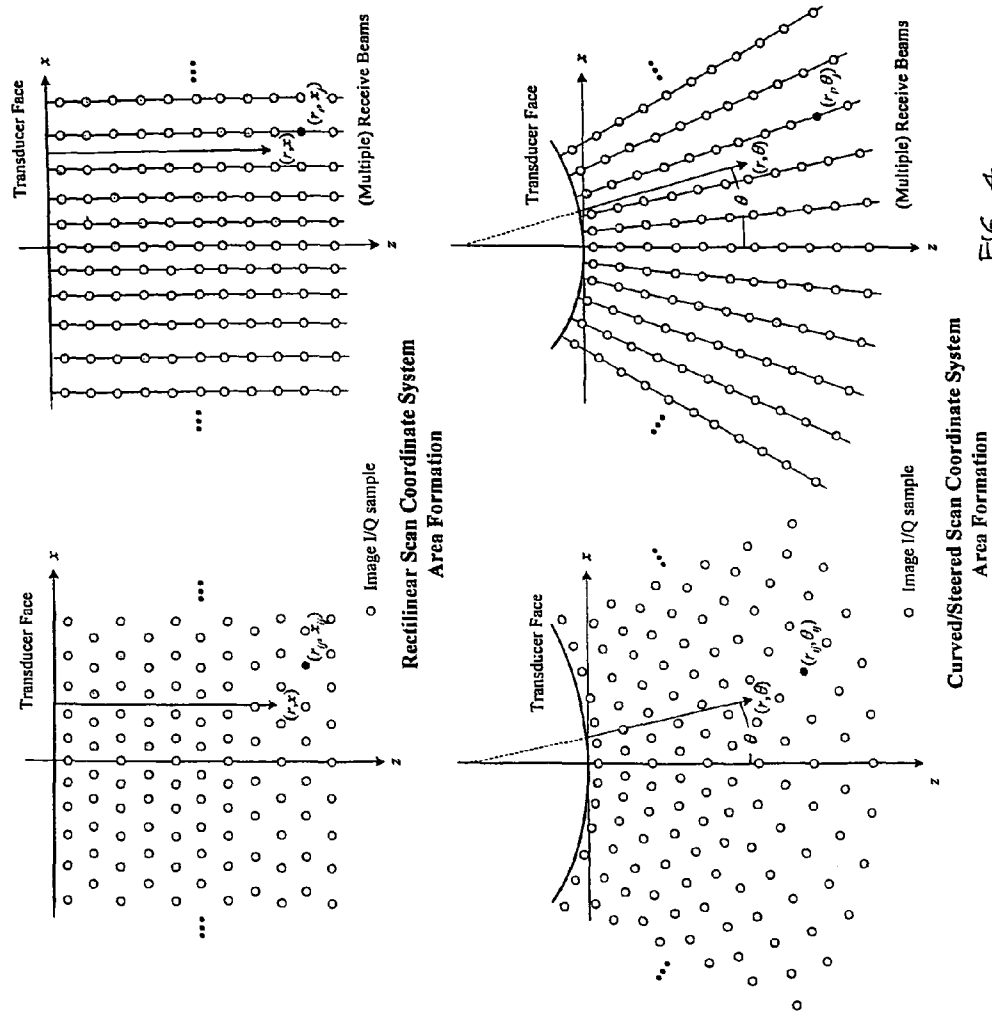 Transducer Face
x
(r,x)
(r_ij, x_ij)
z
...
...
Transducer Face
x
(r,x)
(r_i, x_j)
z
...
...
(Multiple) Receive Beams
○ Image I/Q sample
Rectilinear Scan Coordinate System
Area Formation
Transducer Face
x
θ
(r,θ)
(r_ij, θ_ij)
z
...
...
Transducer Face
x
θ
(r,θ)
(r_i, θ_j)
z
...
...
(Multiple) Receive Beams
○ Image I/Q sample
Curved/Steered Scan Coordinate System
Area Formation
FIG. 4